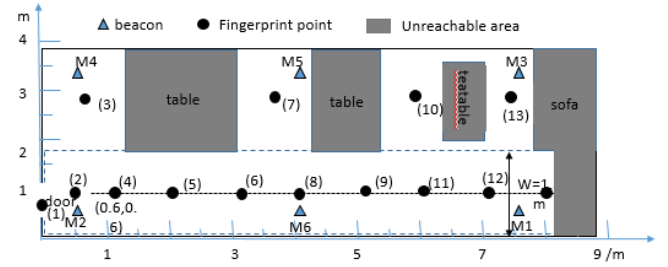 m
beacon
Fingerprint point
Unreachable area
4
M4
M5
M3
3
(3)
table
(7)
table
(10)
teatable
(13)
sofa
2
(2)
(4)
(5)
(6)
(8)
(9)
(11)
(12)
W=1
m
1
door
(1)
M2
(0.6,0.
6)
M6
M1
1
3
5
7
9 /m